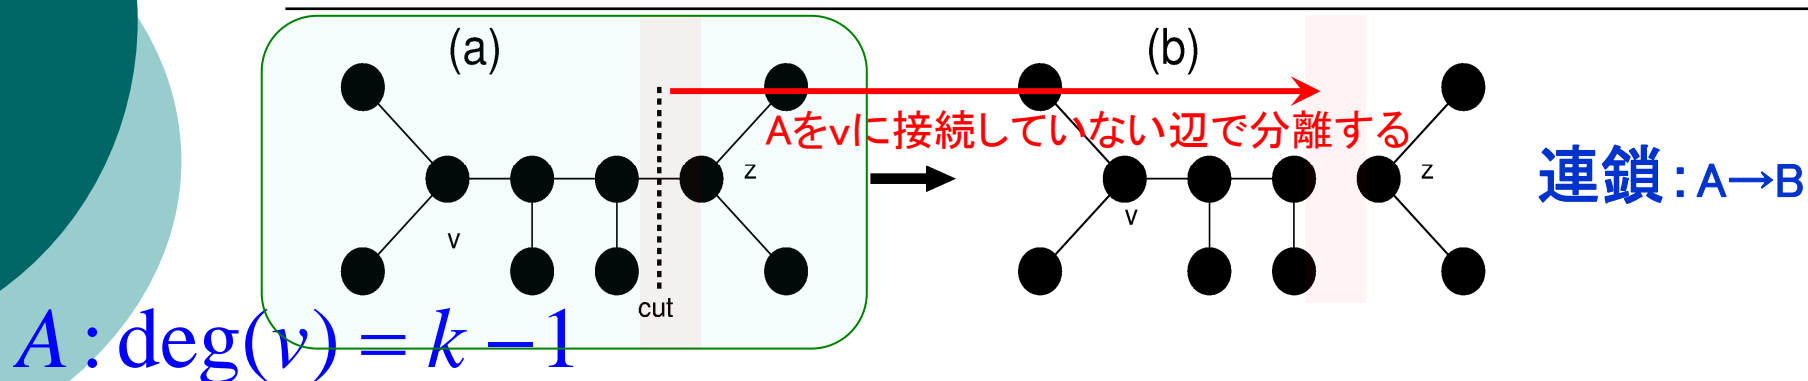 (a)
(b)
Aをvに接続していない辺で分離する
z
z
連鎖：A→B
v
v
cut
A : deg(v) = k − 1